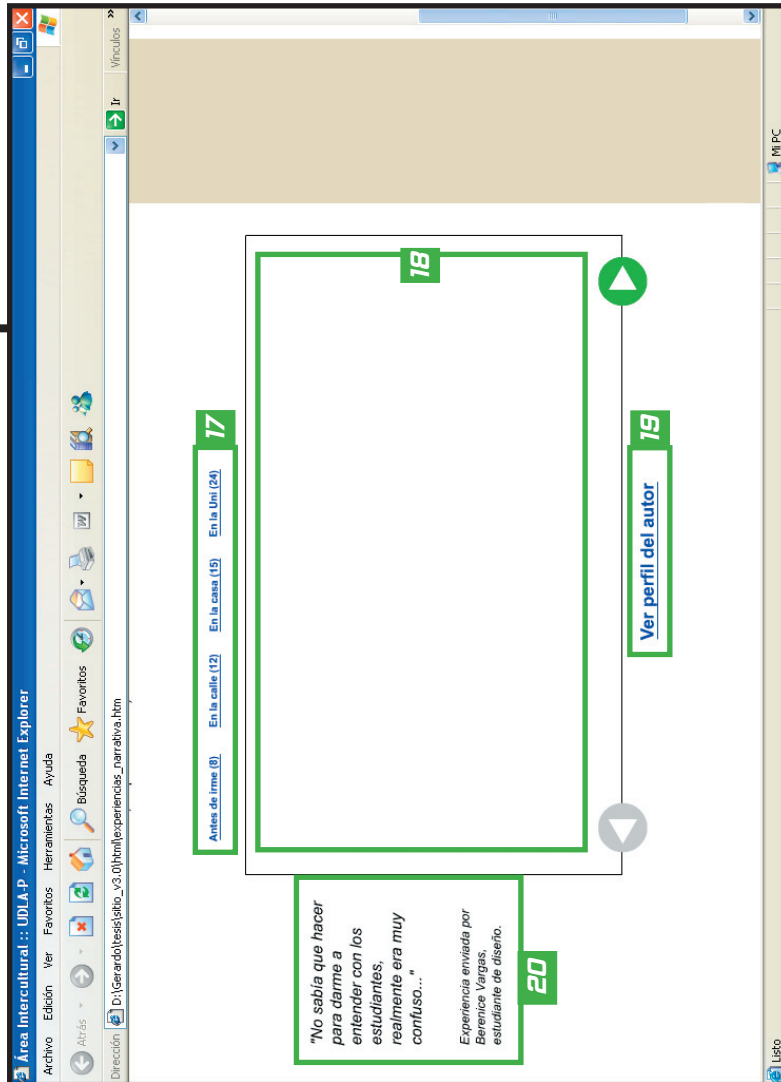 Área Intercultural :: UDLA-P - Microsoft Internet Explorer
Archivo Edición Ver Favoritos Herramientas Ayuda
Atrás Búsqueda Favoritos
Dirección D:\Gerardo\tesis\sitio_v3.0\html\experiencias_narrativa.htm Ir Vínculos »
Antes de irme (8) En la calle (12) En la casa (15) En la Uni (24)
17
18
"No sabía que hacer
para darme a
entender con los
estudiantes,
realmente era muy
confuso..."
Experiencia enviada por
Berenice Vargas,
estudiante de diseño.
20
Ver perfil del autor
19
Listo Mi PC